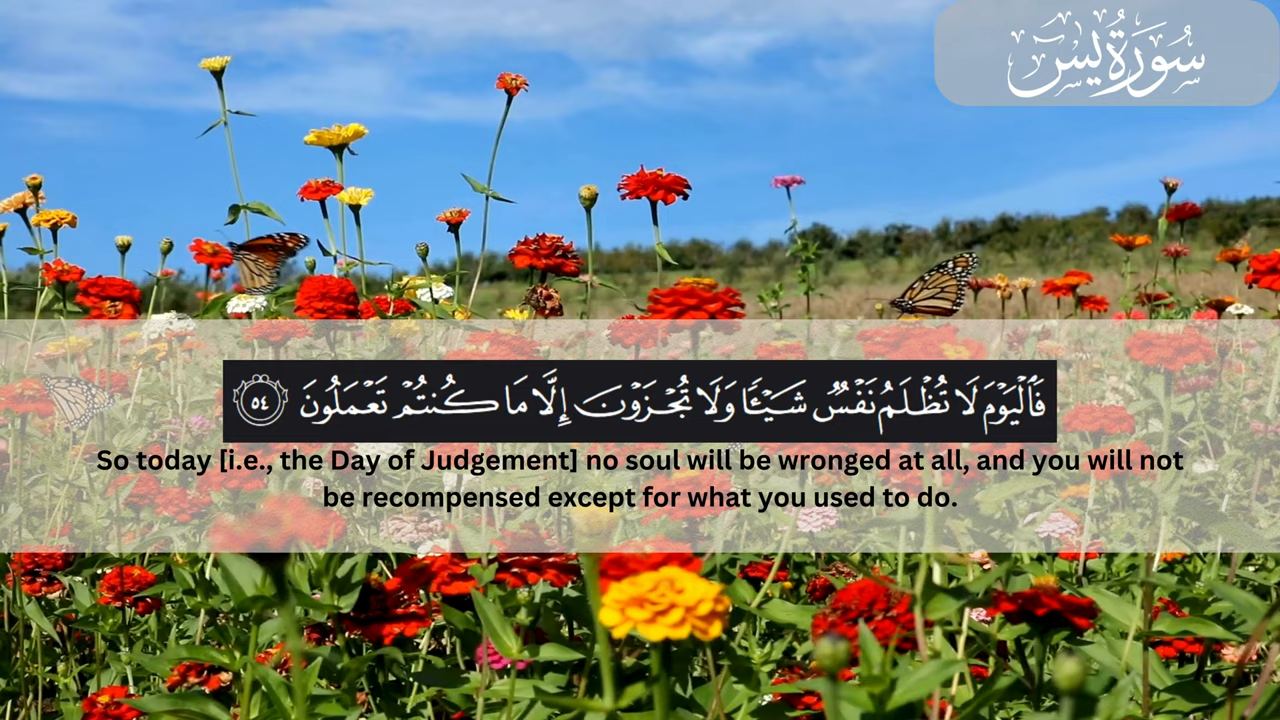 سُورَةُ يسٓ
فَٱلْيَوْمَ لَا تُظْلَمُ نَفْسٌ شَيْـًٔا وَلَا تُجْزَوْنَ إِلَّا مَا كُنتُمْ تَعْمَلُونَ ٥٤
So today [i.e., the Day of Judgement] no soul will be wronged at all, and you will not
be recompensed except for what you used to do.